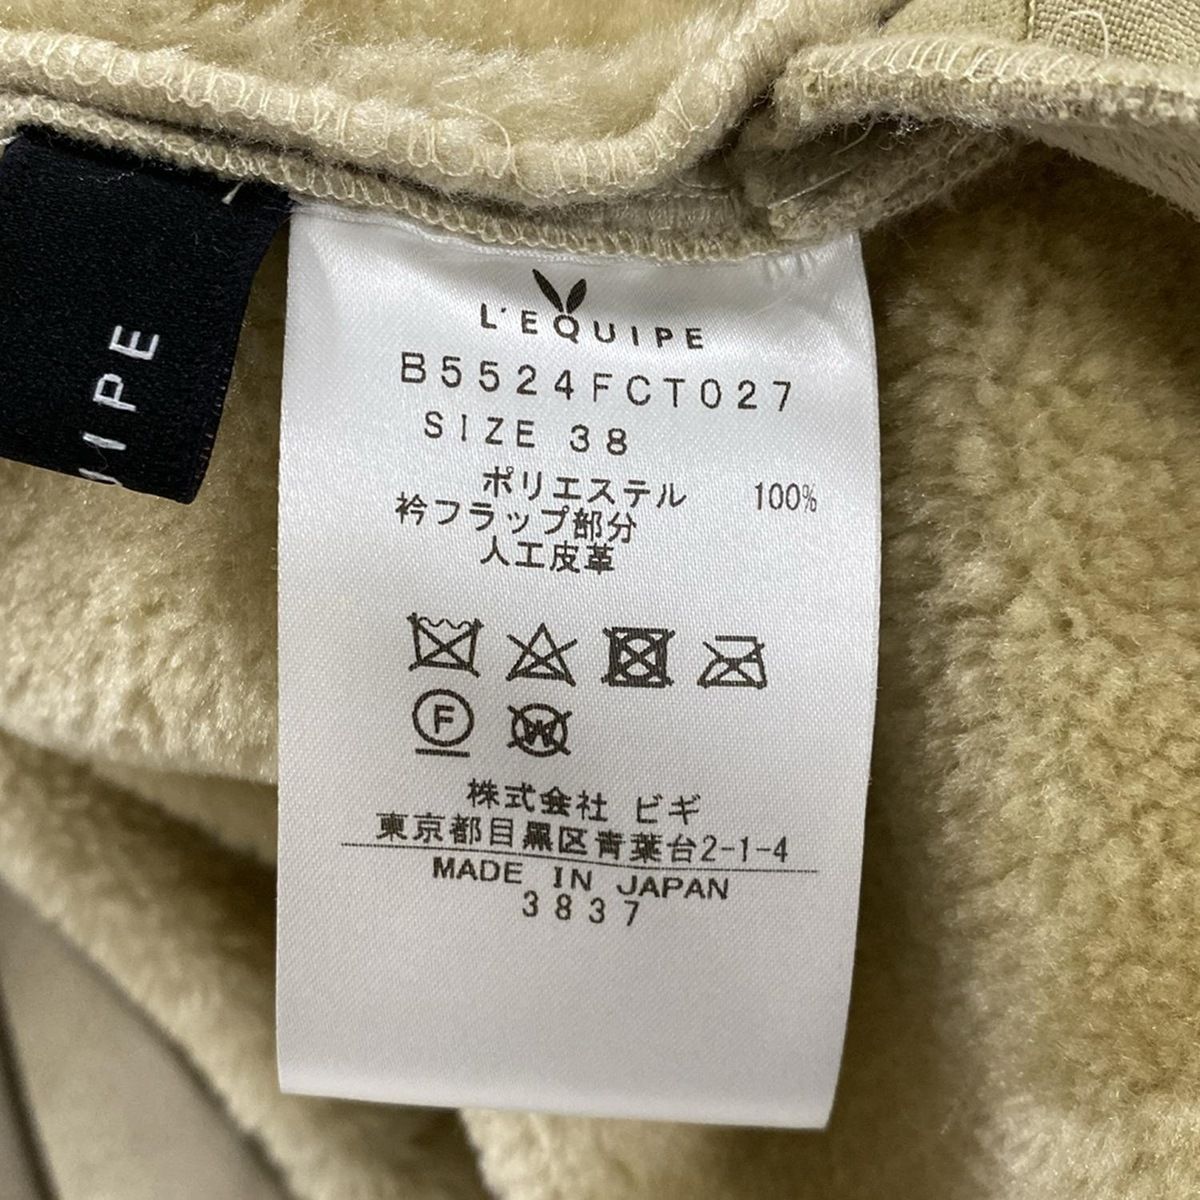 L'EQUIPE
B5524FCT027
SIZE 38
ポリエステル 100%
衿フラップ部分
人工皮革
F
W
株式会社 ビギ
東京都目黒区青葉台2-1-4
MADE IN JAPAN
3837
UIPE